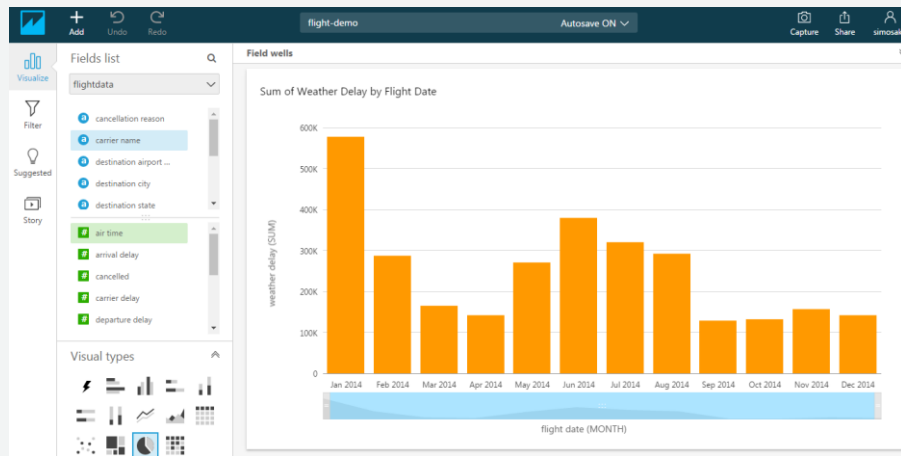 Add
Undo
Redo
flight-demo
Autosave ON
Capture
Share
Visualize
Filter
Suggested
Story
Fields list
flightdata
cancellation reason
carrier name
destination airport ...
destination city
destination state
air time
arrival delay
cancelled
carrier delay
departure delay
Visual types
Field wells
Sum of Weather Delay by Flight Date
weather delay (SUM)
600K
500K
400K
300K
200K
100K
0
Jan 2014 Feb 2014 Mar 2014 Apr 2014 May 2014 Jun 2014 Jul 2014 Aug 2014 Sep 2014 Oct 2014 Nov 2014 Dec 2014
flight date (MONTH)